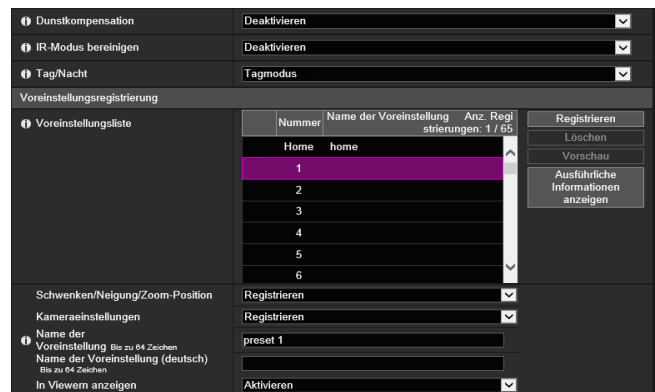 Dunstkompensation Deaktivieren
IR-Modus bereinigen Deaktivieren
Tag/Nacht Tagmodus
Voreinstellungsregistrierung
Voreinstellungsliste
Nummer Name der Voreinstellung Anz. Regi
strierungen: 1 / 65
Home home
1
2
3
4
5
6
Registrieren
Löschen
Vorschau
Ausführliche
Informationen
anzeigen
Schwenken/Neigung/Zoom-Position Registrieren
Kameraeinstellungen Registrieren
Name der
Voreinstellung Bis zu 64 Zeichen preset 1
Name der Voreinstellung (deutsch)
Bis zu 64 Zeichen
In Viewern anzeigen Aktivieren